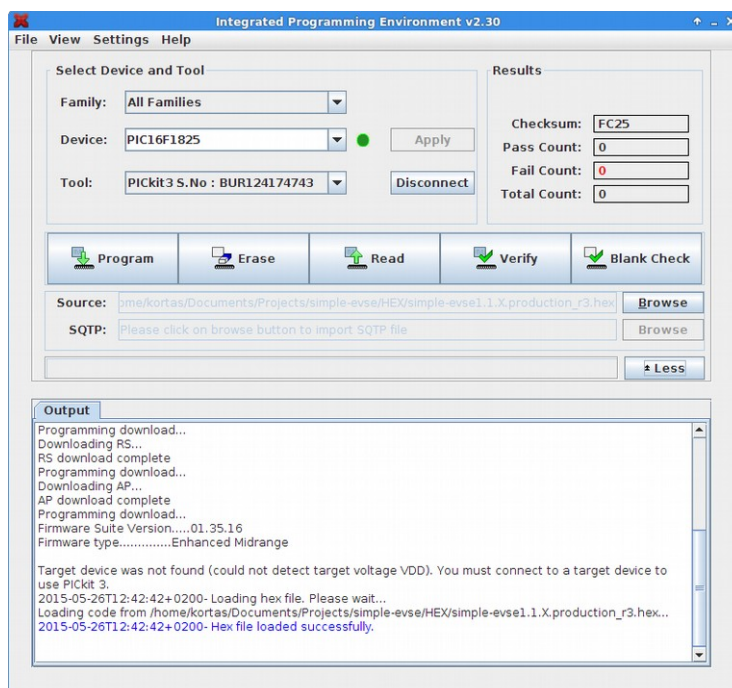 Integrated Programming Environment v2.30
File View Settings Help
Select Device and Tool
Family: All Families
Device: PIC16F1825 Apply
Tool: PICkit3 S.No : BUR124174743 Disconnect
Results
Checksum: FC25
Pass Count: 0
Fail Count: 0
Total Count: 0
Program Erase Read Verify Blank Check
Source: ome/kortas/Documents/Projects/simple-evse/HEX/simple-evse1.1.X.production_r3.hex Browse
SQTP: Please click on browse button to import SQTP file Browse
Less
Output
Programming download...
Downloading RS...
RS download complete
Programming download...
Downloading AP...
AP download complete
Programming download...
Firmware Suite Version.....01.35.16
Firmware type..............Enhanced Midrange
Target device was not found (could not detect target voltage VDD). You must connect to a target device to
use PICkit 3.
2015-05-26T12:42:42+0200- Loading hex file. Please wait...
Loading code from /home/kortas/Documents/Projects/simple-evse/HEX/simple-evse1.1.X.production_r3.hex...
2015-05-26T12:42:42+0200- Hex file loaded successfully.